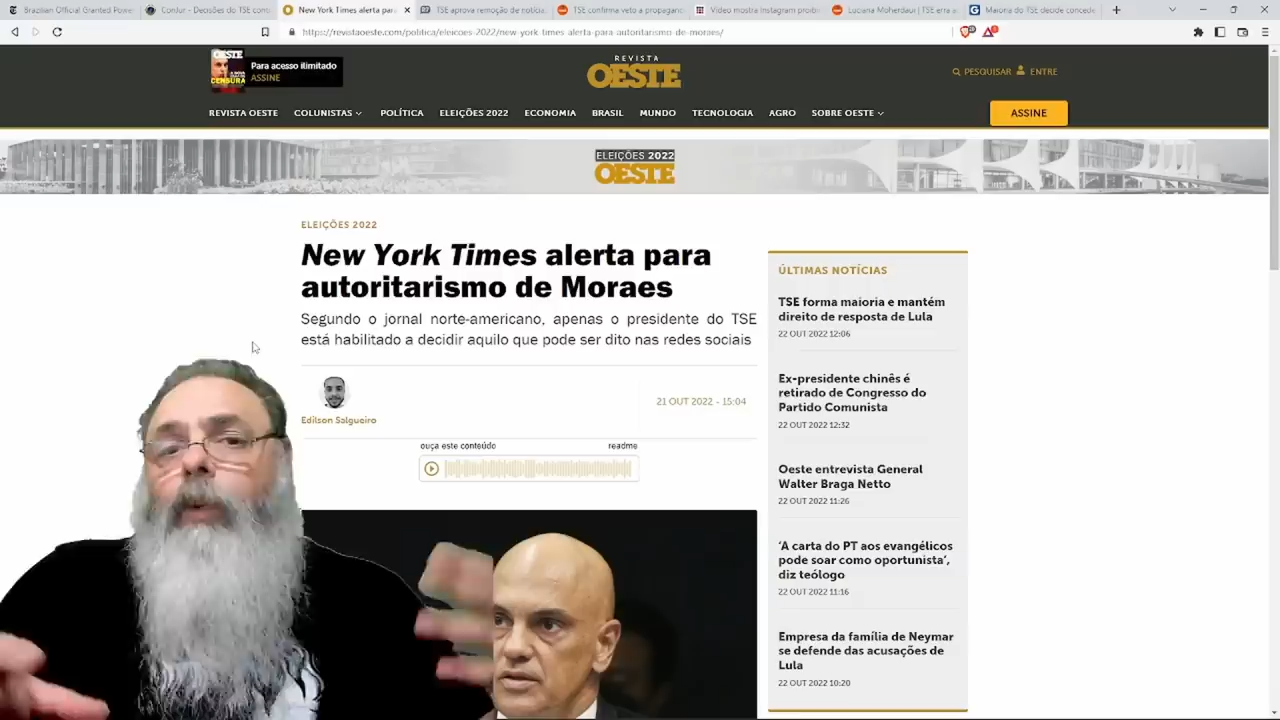 Brazilian Official Granted Power
ConJur - Decisões do TSE cont
New York Times alerta par
TSE aprova remoção de notícia
TSE confirma veto a propagan
Vídeo mostra Instagram proib
Luciana Moherdaui | TSE erra a
Maioria do TSE decide conced
https://revistaoeste.com/politica/eleicoes-2022/new-york-times-alerta-para-autoritarismo-de-moraes/
OESTE
CENSURA
Para acesso ilimitado
ASSINE
REVISTA
OESTE
PESQUISAR
ENTRE
REVISTA OESTE
COLUNISTAS
POLÍTICA
ELEIÇÕES 2022
ECONOMIA
BRASIL
MUNDO
TECNOLOGIA
AGRO
SOBRE OESTE
ASSINE
ELEIÇÕES 2022
OESTE
ELEIÇÕES 2022
New York Times alerta para
autoritarismo de Moraes
Segundo o jornal norte-americano, apenas o presidente do TSE
está habilitado a decidir aquilo que pode ser dito nas redes sociais
Edilson Salgueiro
21 OUT 2022 - 15:04
ouça este conteúdo
readme
ÚLTIMAS NOTÍCIAS
TSE forma maioria e mantém
direito de resposta de Lula
22 OUT 2022 12:06
Ex-presidente chinês é
retirado de Congresso do
Partido Comunista
22 OUT 2022 12:32
Oeste entrevista General
Walter Braga Netto
22 OUT 2022 11:26
'A carta do PT aos evangélicos
pode soar como oportunista',
diz teólogo
22 OUT 2022 11:16
Empresa da família de Neymar
se defende das acusações de
Lula
22 OUT 2022 10:20